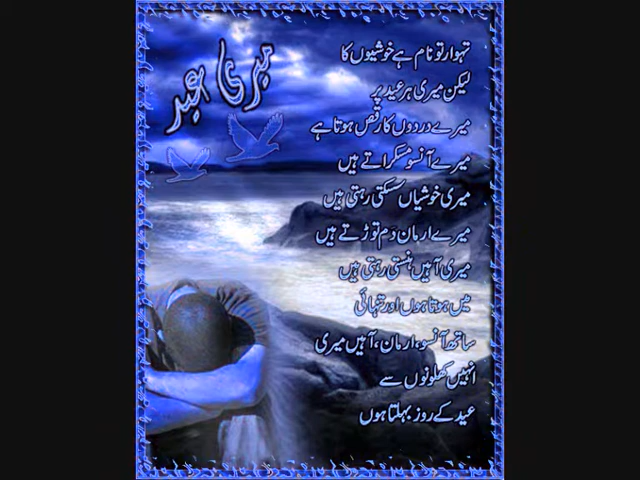 میری عید
تہوار تو نام ہے خوشیوں کا
لیکن میری ہر عید پر
میرے دردوں کا رقص ہوتا ہے
میرے آنسو مسکراتے ہیں
میری خوشیاں سسکتی رہتی ہیں
میرے ارمان دم توڑتے ہیں
میری آہیں ہنستی رہتی ہیں
میں ہوتا ہوں اور تنہائی
ساتھ آنسو، ارمان، آہیں میری
انہیں کھلونوں سے
عید کے روز بہلتا ہوں